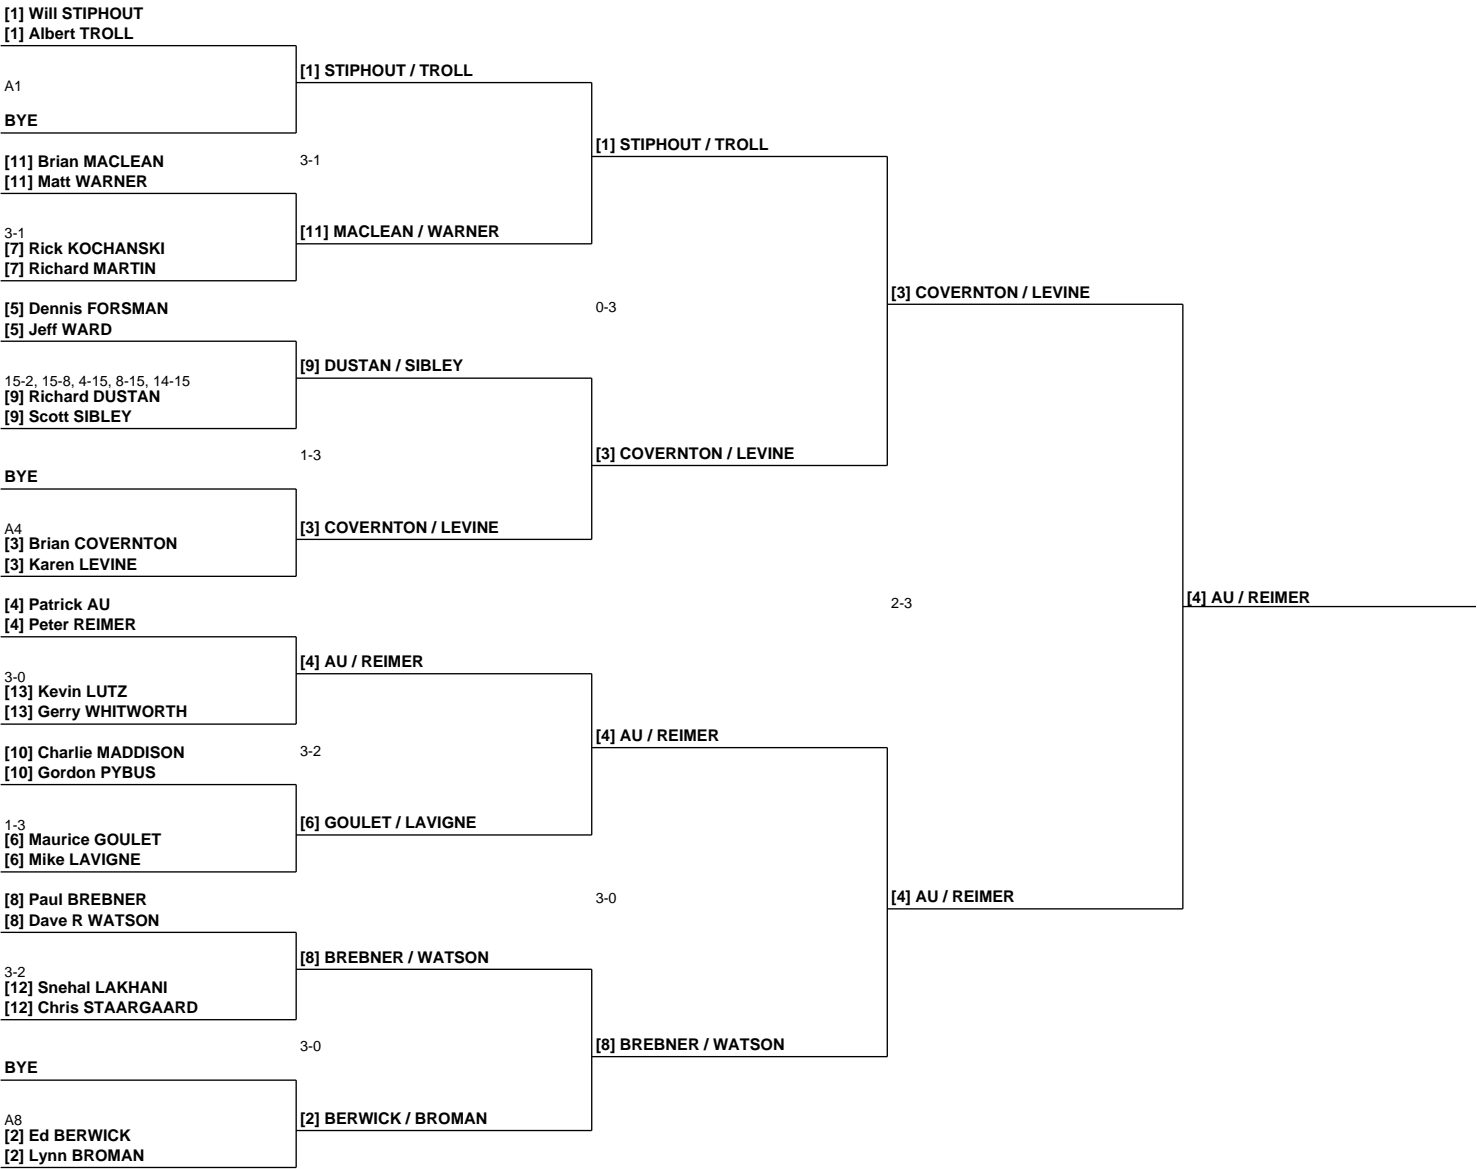 [1] Will STIPHOUT
[1] Albert TROLL
[1] STIPHOUT / TROLL
A1
BYE
[1] STIPHOUT / TROLL
[11] Brian MACLEAN
3-1
[11] Matt WARNER
3-1
[11] MACLEAN / WARNER
[7] Rick KOCHANSKI
[7] Richard MARTIN
[3] COVERNTON / LEVINE
[5] Dennis FORSMAN
0-3
[5] Jeff WARD
[9] DUSTAN / SIBLEY
15-2, 15-8, 4-15, 8-15, 14-15
[9] Richard DUSTAN
[9] Scott SIBLEY
1-3
[3] COVERNTON / LEVINE
BYE
A4
[3] COVERNTON / LEVINE
[3] Brian COVERNTON
[3] Karen LEVINE
[4] AU / REIMER
[4] Patrick AU
2-3
[4] Peter REIMER
[4] AU / REIMER
3-0
[13] Kevin LUTZ
[13] Gerry WHITWORTH
[4] AU / REIMER
[10] Charlie MADDISON
3-2
[10] Gordon PYBUS
1-3
[6] GOULET / LAVIGNE
[6] Maurice GOULET
[6] Mike LAVIGNE
[8] Paul BREBNER
3-0
[4] AU / REIMER
[8] Dave R WATSON
[8] BREBNER / WATSON
3-2
[12] Snehal LAKHANI
[12] Chris STAARGAARD
3-0
[8] BREBNER / WATSON
BYE
A8
[2] BERWICK / BROMAN
[2] Ed BERWICK
[2] Lynn BROMAN